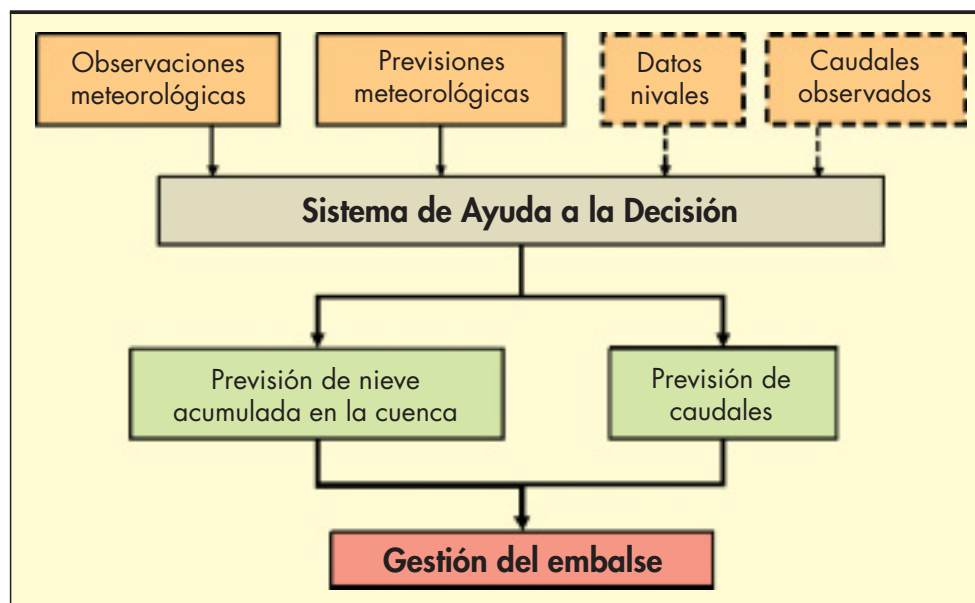 Observaciones
meteorológicas
Previsiones
meteorológicas
Datos
nivales
Caudales
observados
Sistema de Ayuda a la Decisión
Previsión de nieve
acumulada en la cuenca
Previsión de
caudales
Gestión del embalse